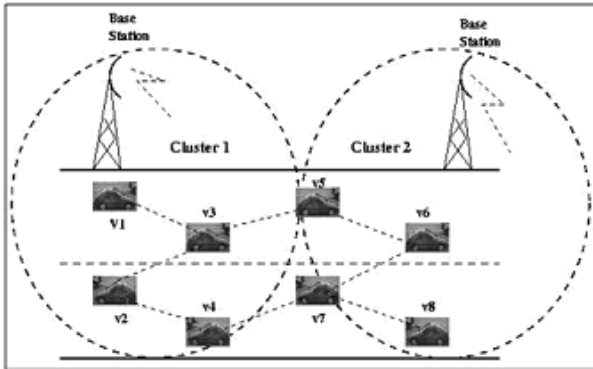 Base
Station
Base
Station
Cluster 1
Cluster 2
v5
V1
v3
v6
v2
v4
v7
v8